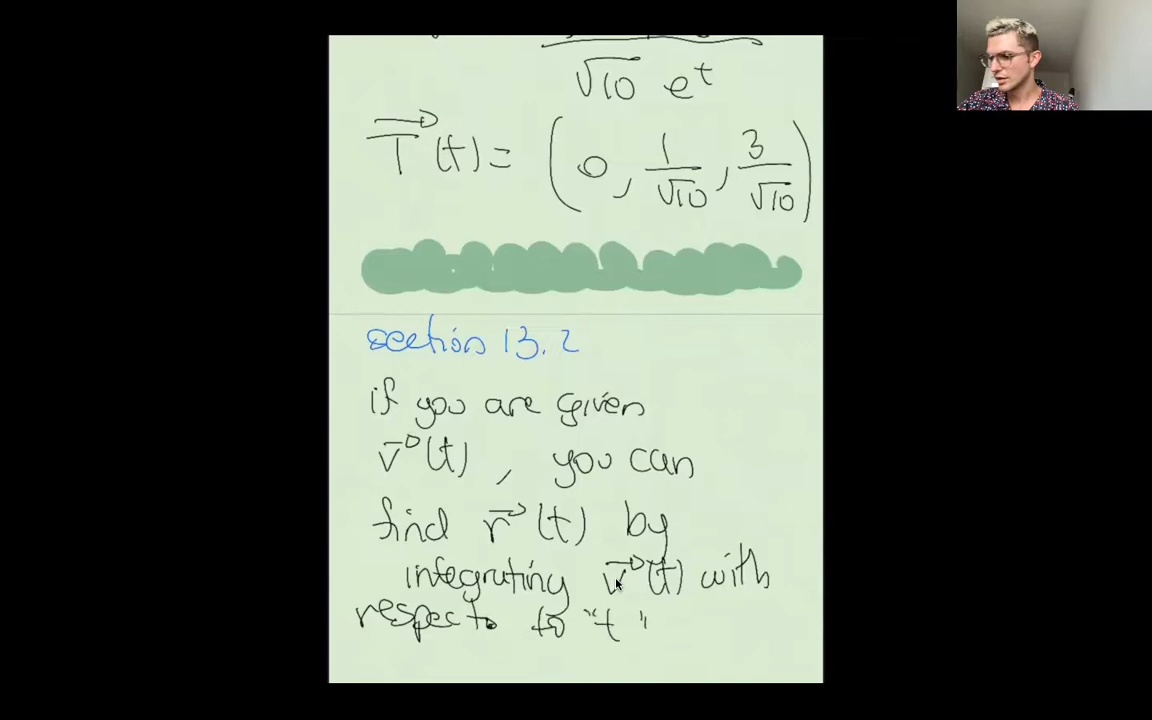 √10 e^t
T(t) = (0, 1/√10, 3/√10)
section 13.2
if you are given
v(t), you can
find r(t) by
integrating v(t) with
respect to "t"